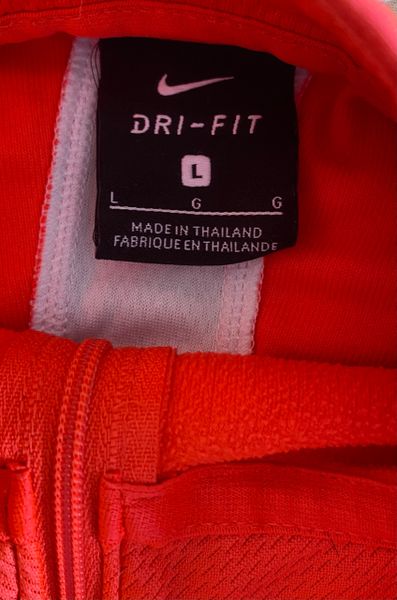 DRI-FIT
L
L G G
MADE IN THAILAND
FABRIQUE EN THAILANDE